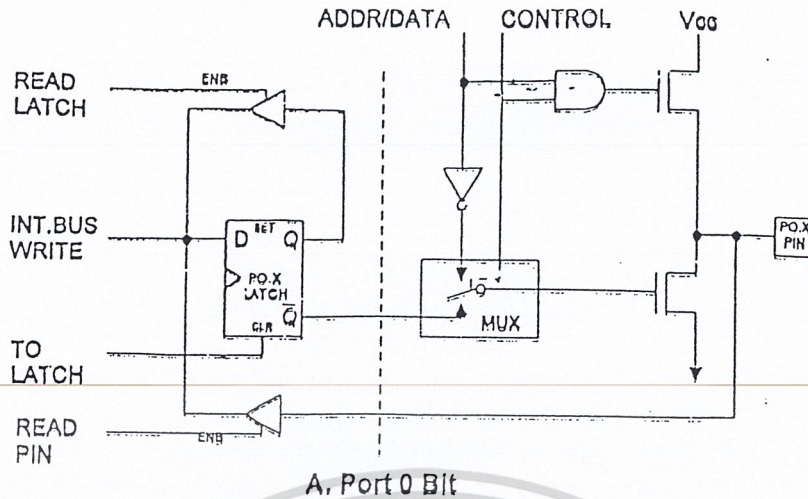 ADDR/DATA CONTROL Vcc
READ
LATCH
ENB
INT.BUS
WRITE
D SET Q
P0.X
LATCH
Q
CLR
MUX
P0.X
PIN
TO
LATCH
READ
PIN
ENB
A. Port 0 Bit